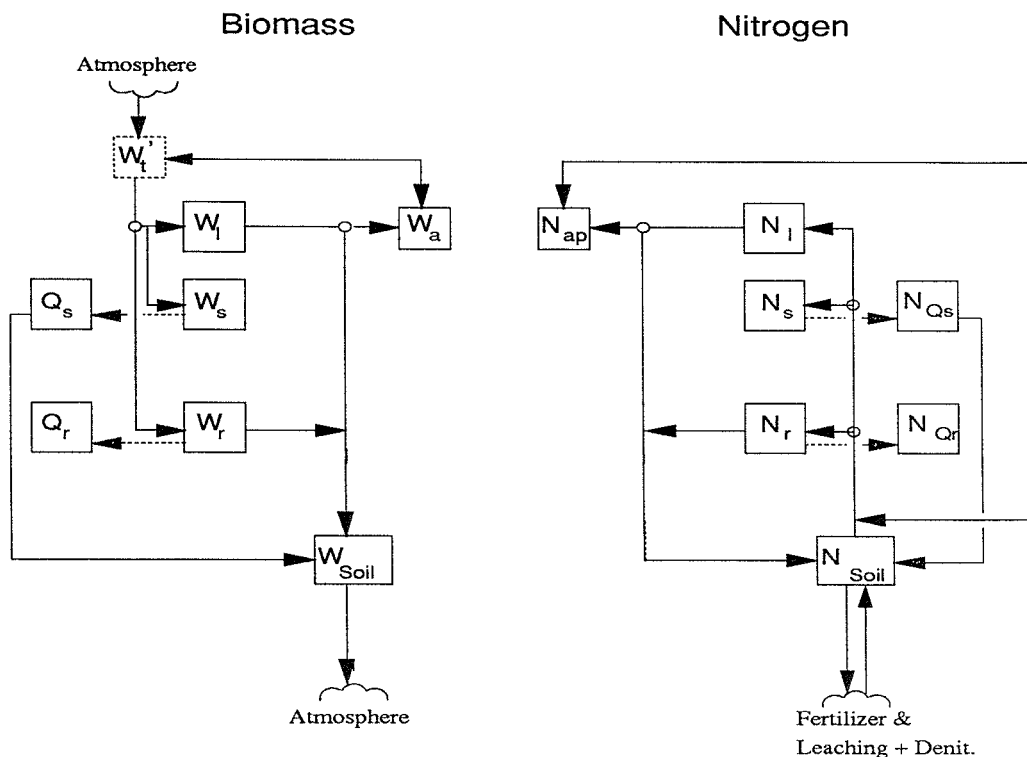 Biomass
Nitrogen
Atmosphere
W't
Wl
Wa
Nap
Nl
Qs
Ws
Ns
NQs
Qr
Wr
Nr
NQr
WSoil
NSoil
Atmosphere
Fertilizer &
Leaching + Denit.